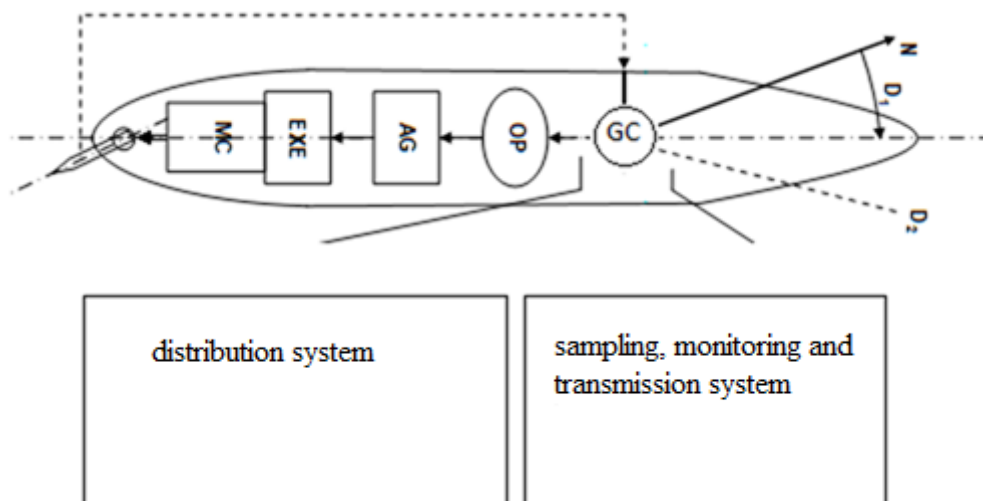 N
D₁
MC
EXE
AG
OP
GC
D₂
distribution system
sampling, monitoring and
transmission system